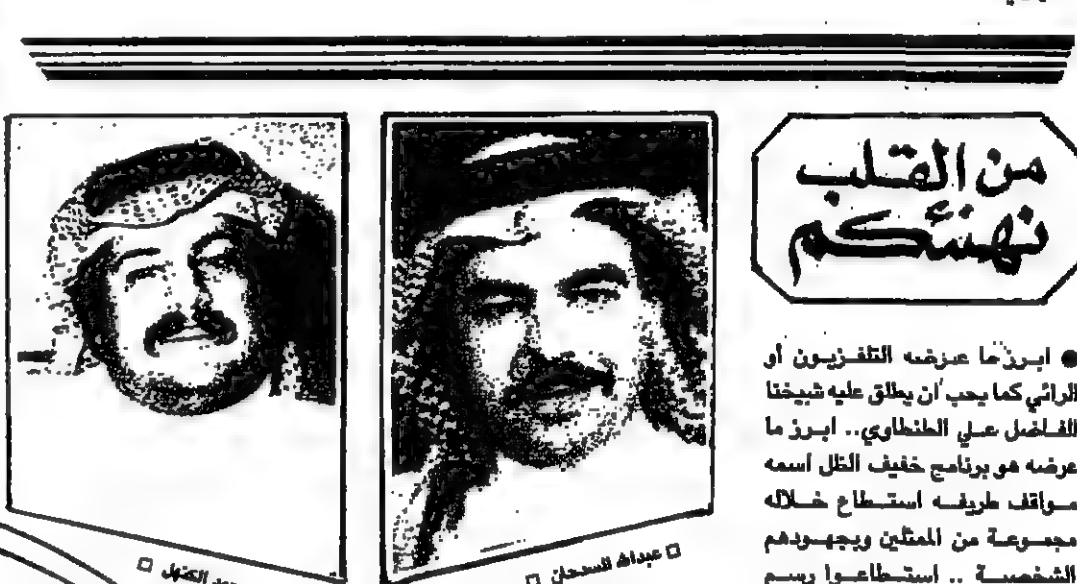 من القلب
نهنئكم
● ابرز ما عرضه التلفزيون أو
الرائي كما يحب ان يطلق عليه شيخنا
الفاضل علي الطنطاوي.. ابرز ما
عرضه هو برنامج خفيف الظل اسمه
مواقف طريفه استطاع خلاله
مجموعة من الممثلين وبجهودهم
الشخصية .. استطاعوا رسم
□ عبدالله السدحان □
الكنهل □